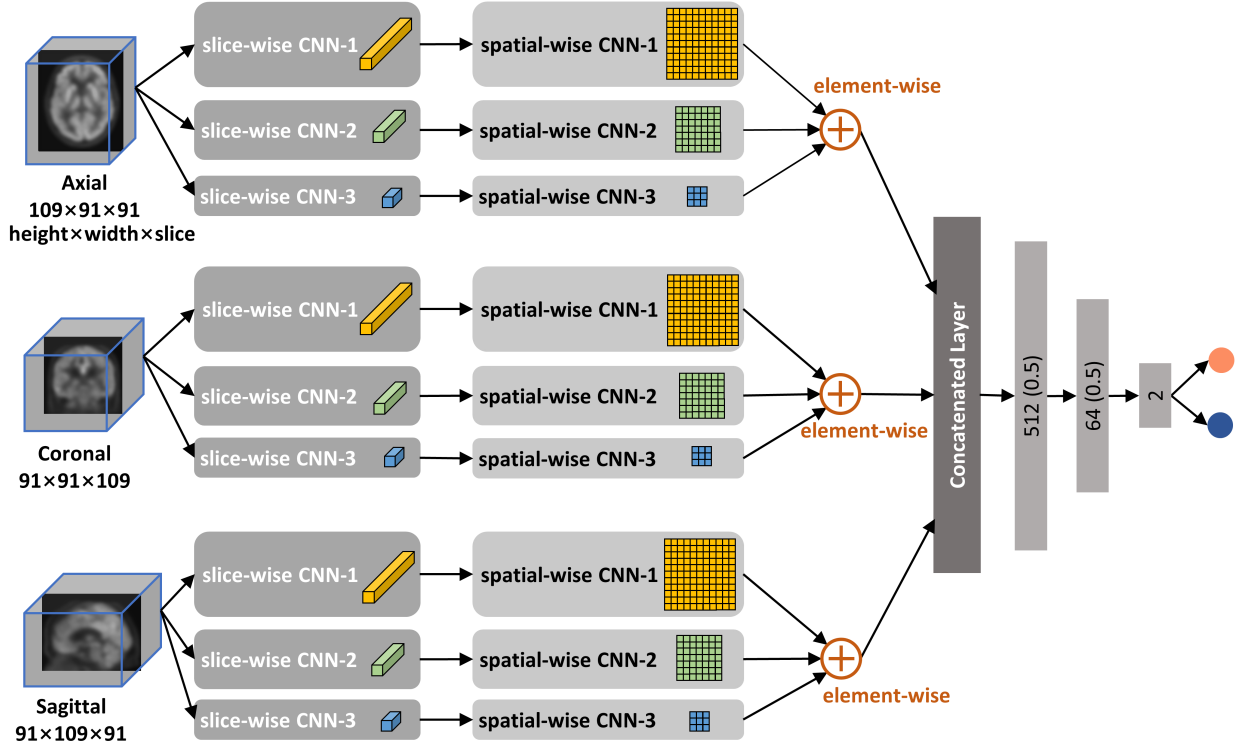 slice-wise CNN-1
spatial-wise CNN-1
element-wise
slice-wise CNN-2
spatial-wise CNN-2
slice-wise CNN-3
spatial-wise CNN-3
Axial
109×91×91
height×width×slice
slice-wise CNN-1
spatial-wise CNN-1
slice-wise CNN-2
spatial-wise CNN-2
element-wise
slice-wise CNN-3
spatial-wise CNN-3
Coronal
91×91×109
slice-wise CNN-1
spatial-wise CNN-1
slice-wise CNN-2
spatial-wise CNN-2
element-wise
slice-wise CNN-3
spatial-wise CNN-3
Sagittal
91×109×91
Concatenated Layer
512 (0.5)
64 (0.5)
2